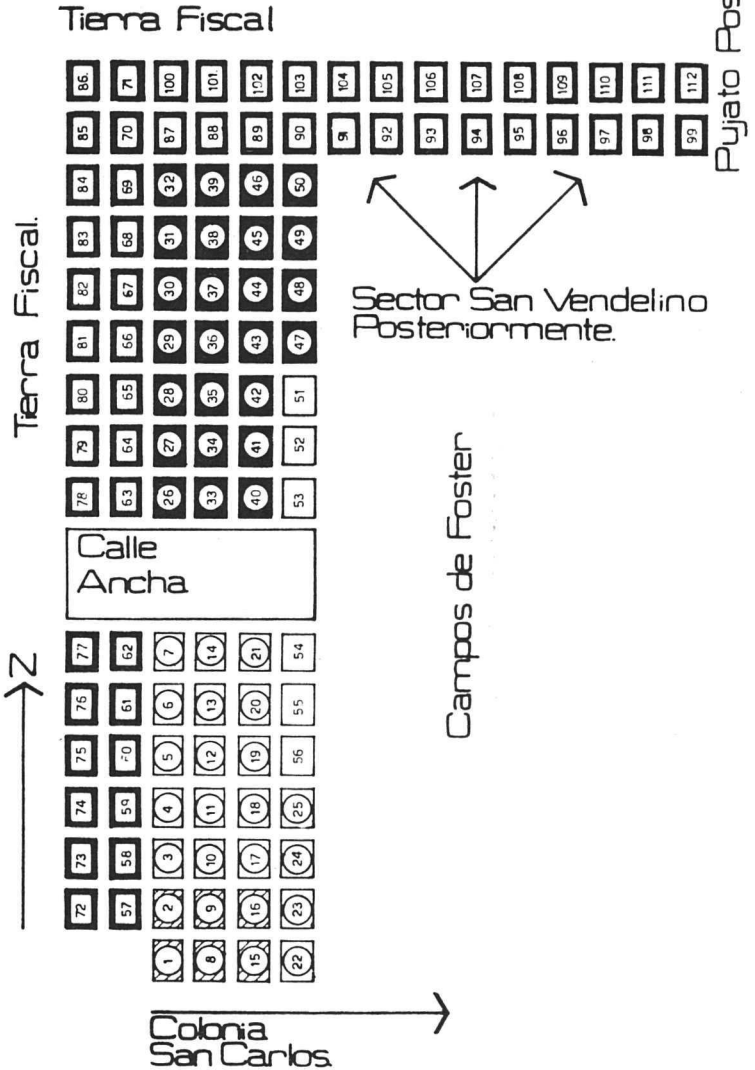 Tierra Fiscal
86. 71 100 101. 102 103 104 105 106 107 108 109 110 111 112
85 70 87 88 89 90 91 92 93 94 95 96 97 98 99
Pujato Pos
84 69 32 39 46 50
83 68 31 38 45 49
82 67 30 37 44 48
81 66 29 36 43 47
80 65 28 35 42 51
79 64 27 34 41 52
78 63 26 33 40 53
Tierra Fiscal.
Sector San Vendelino
Posteriormente.
Calle
Ancha
Campos de Foster
N
77 62 7 14 21 54
76 61 6 13 20 55
75 60 5 12 19 56
74 59 4 11 18 25
73 58 3 10 17 24
72 57 2 9 16 23
1 8 15 22
Colonia
San Carlos